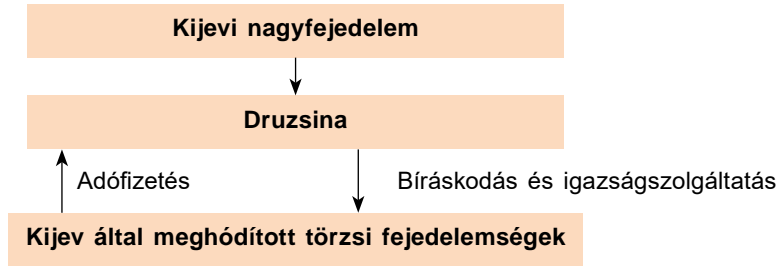 Kijevi nagyfejedelem
Druzsina
Adófizetés
Bíráskodás és igazságszolgáltatás
Kijev által meghódított törzsi fejedelemségek